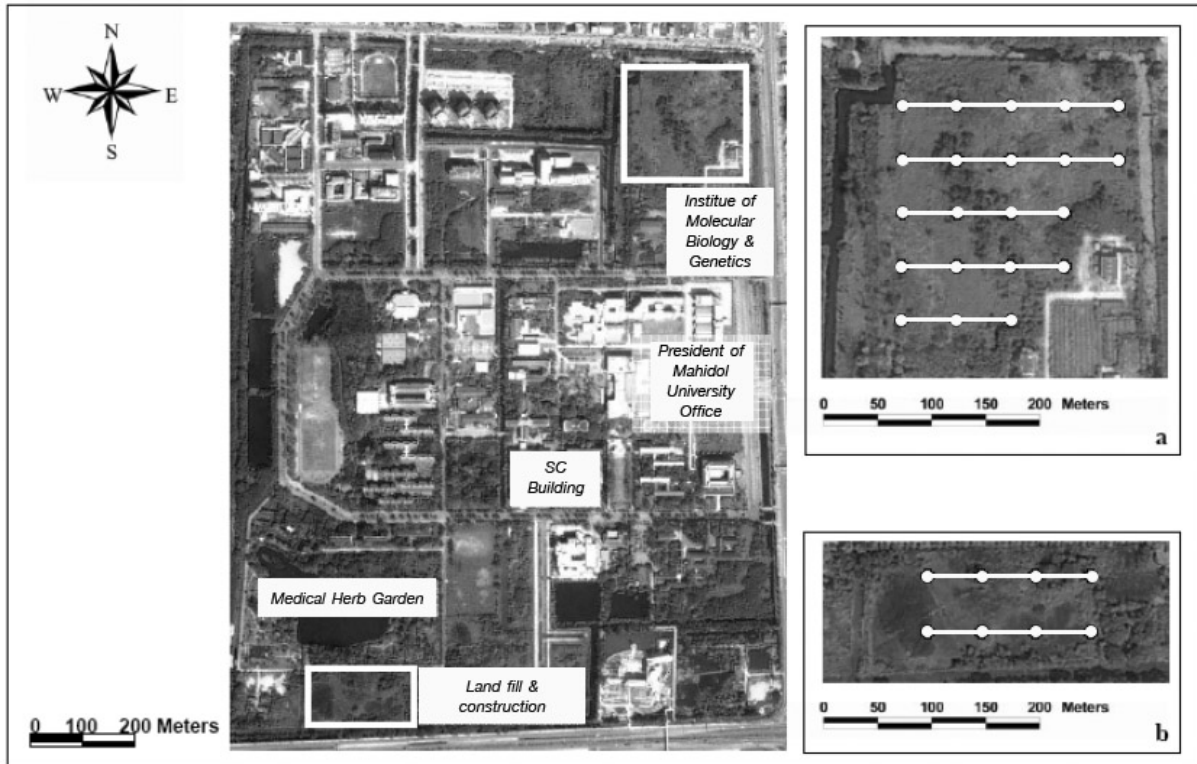 N
W
E
S
Institue of
Molecular
Biology &
Genetics
President of
Mahidol
University
Office
SC
Building
Medical Herb Garden
Land fill &
construction
0 100 200 Meters
0 50 100 150 200 Meters
a
0 50 100 150 200 Meters
b